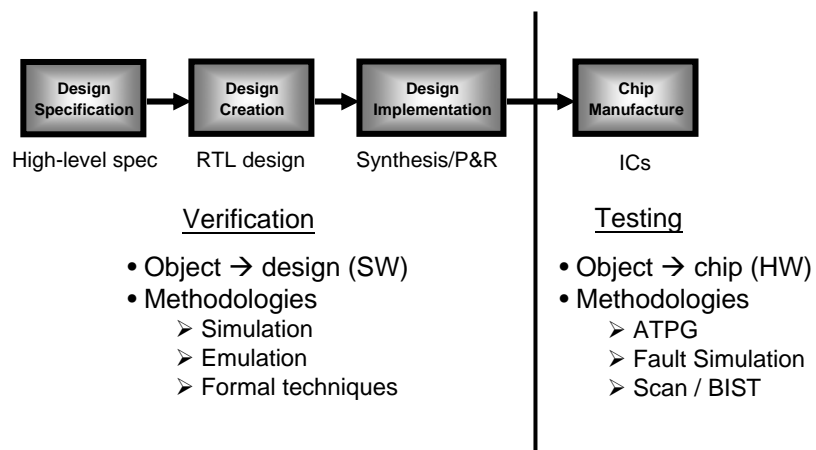 Design
Specification
Design
Creation
Design
Implementation
Chip
Manufacture
High-level spec
RTL design
Synthesis/P&R
ICs
Verification
• Object → design (SW)
• Methodologies
➢ Simulation
➢ Emulation
➢ Formal techniques
Testing
• Object → chip (HW)
• Methodologies
➢ ATPG
➢ Fault Simulation
➢ Scan / BIST